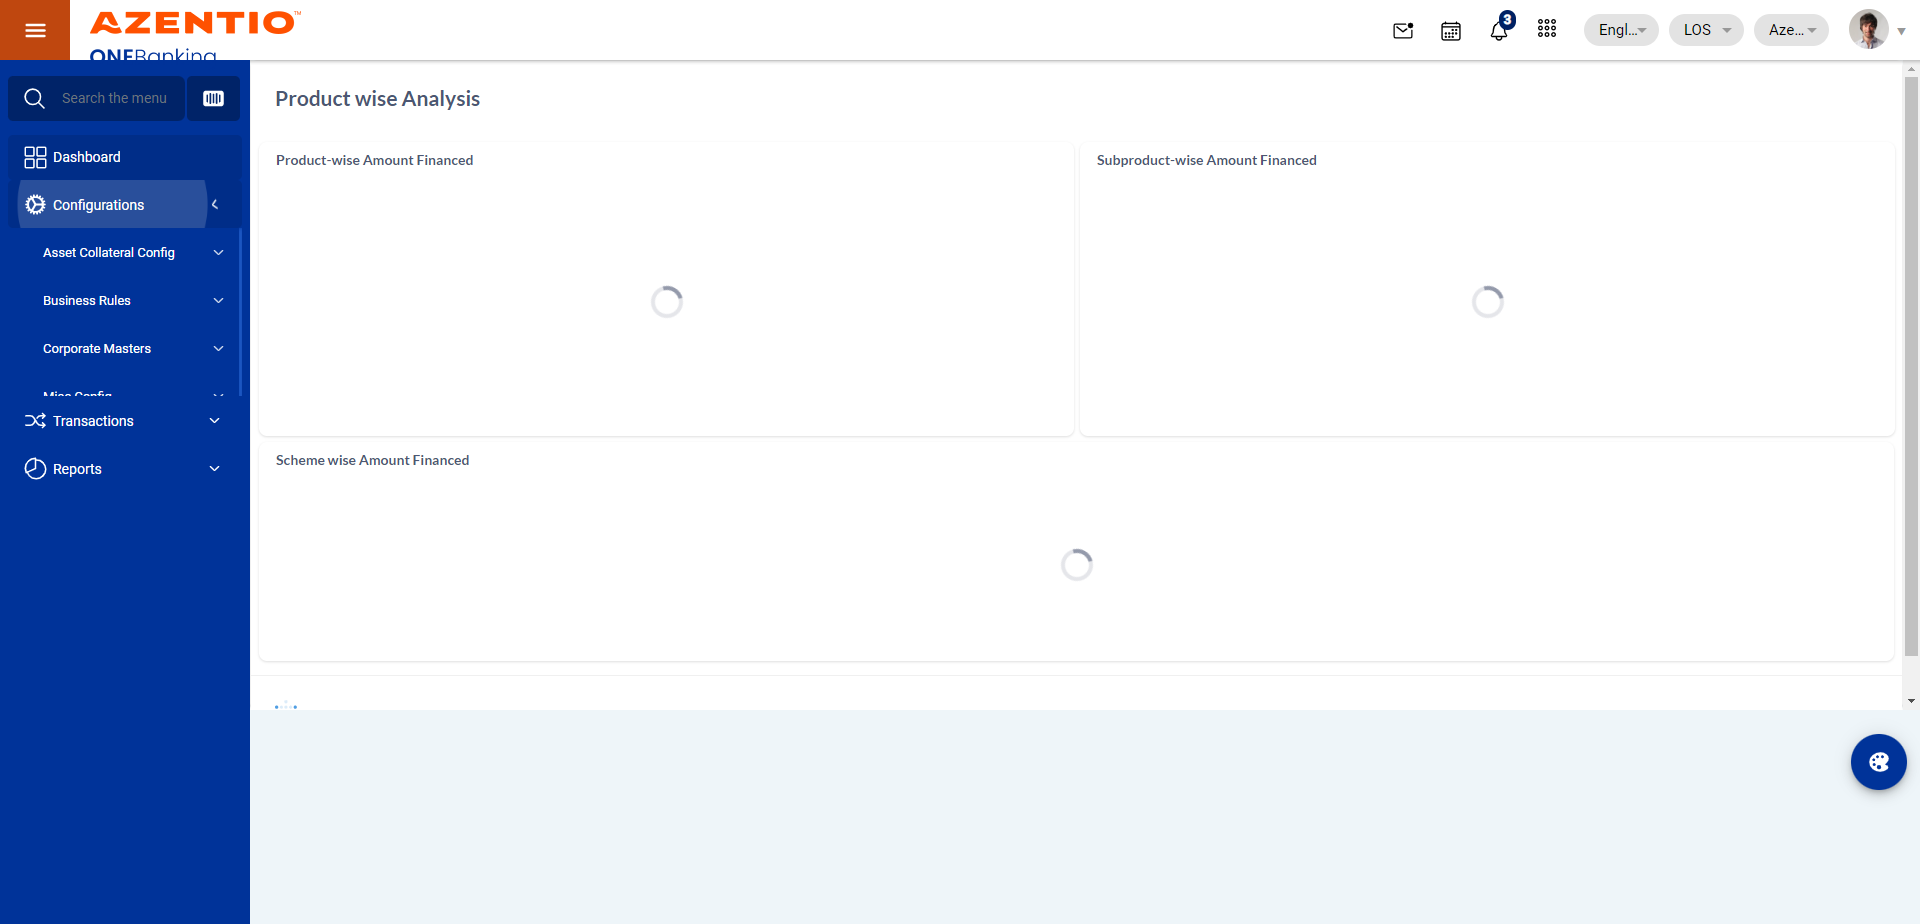 AZENTIO™
ONEBanking
3
Engl...
LOS
Aze...
Search the menu
Dashboard
Configurations
Asset Collateral Config
Business Rules
Corporate Masters
Misc Config
Transactions
Reports
Product wise Analysis
Product-wise Amount Financed
Subproduct-wise Amount Financed
Scheme wise Amount Financed